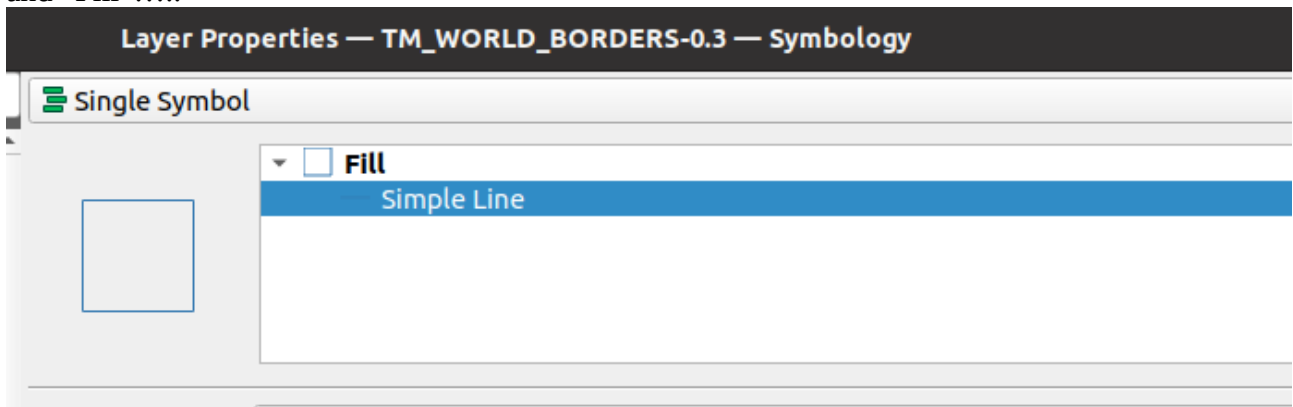 Layer Properties — TM_WORLD_BORDERS-0.3 — Symbology
Single Symbol
Fill
Simple Line